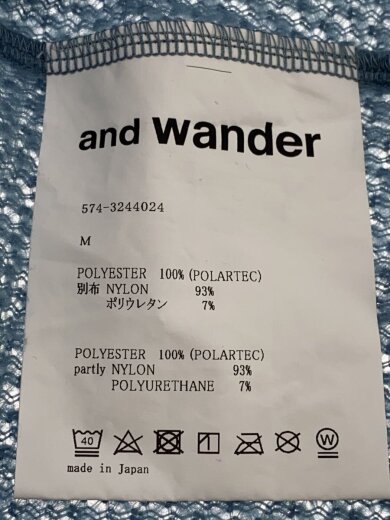 and wander
574-3244024
M
POLYESTER 100% (POLARTEC)
別布 NYLON 93%
ポリウレタン 7%
POLYESTER 100% (POLARTEC)
partly NYLON 93%
POLYURETHANE 7%
40
W
made in Japan